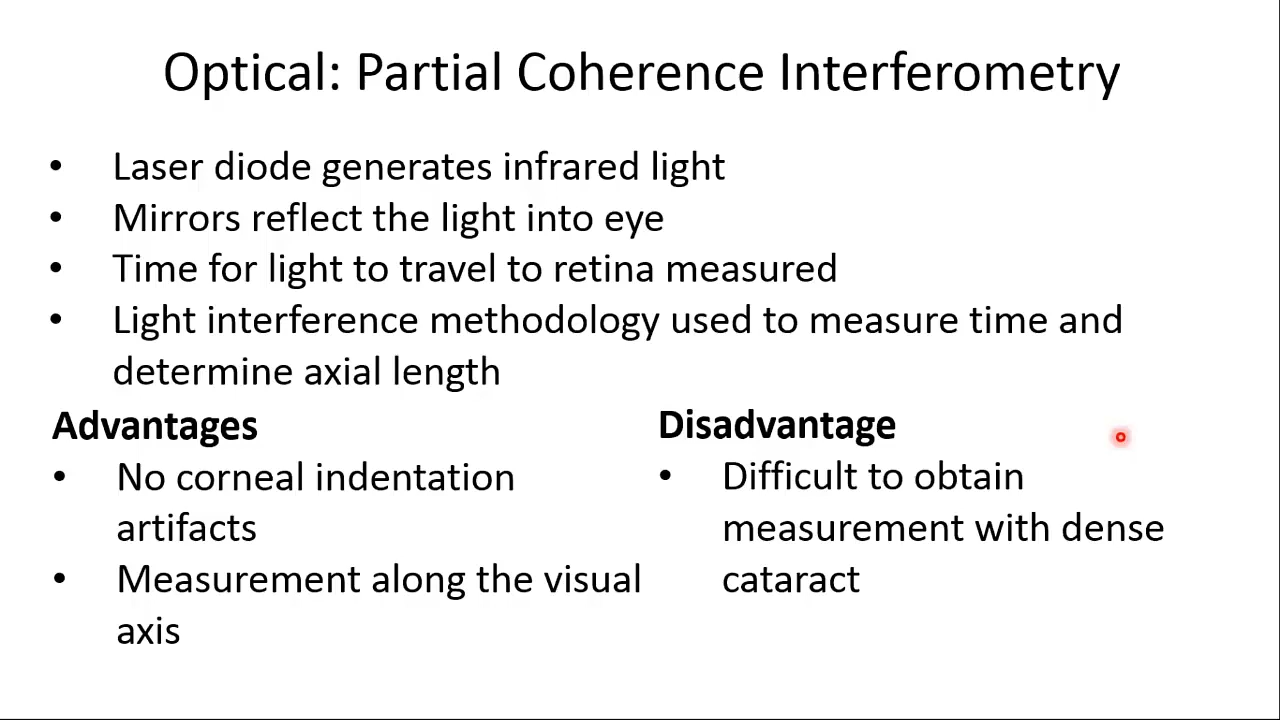 Optical: Partial Coherence Interferometry
• Laser diode generates infrared light
• Mirrors reflect the light into eye
• Time for light to travel to retina measured
• Light interference methodology used to measure time and
determine axial length
Advantages
• No corneal indentation
artifacts
• Measurement along the visual
axis
Disadvantage
• Difficult to obtain
measurement with dense
cataract